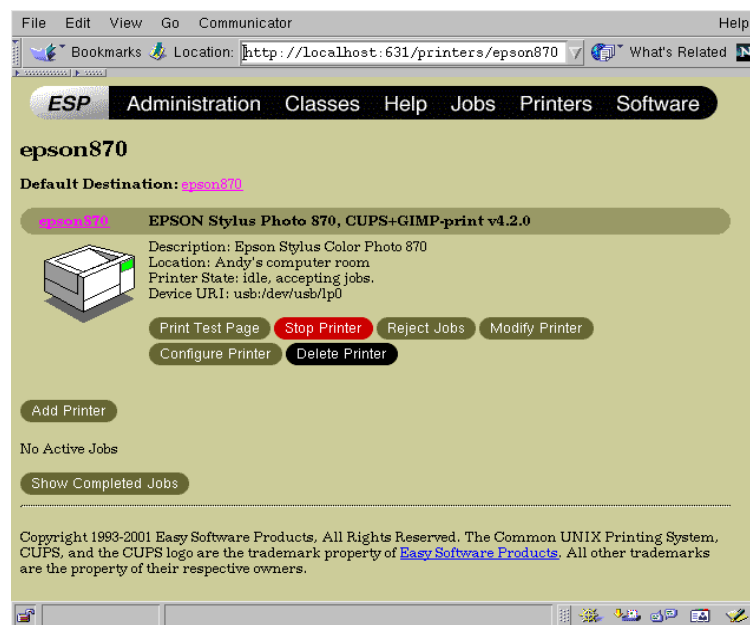 File Edit View Go Communicator Help
Bookmarks Location: http://localhost:631/printers/epson870 What's Related N
ESP Administration Classes Help Jobs Printers Software
epson870
Default Destination: epson870
epson870 EPSON Stylus Photo 870, CUPS+GIMP-print v4.2.0
Description: Epson Stylus Color Photo 870
Location: Andy's computer room
Printer State: idle, accepting jobs.
Device URI: usb:/dev/usb/lp0
Print Test Page Stop Printer Reject Jobs Modify Printer
Configure Printer Delete Printer
Add Printer
No Active Jobs
Show Completed Jobs
Copyright 1993-2001 Easy Software Products, All Rights Reserved. The Common UNIX Printing System,
CUPS, and the CUPS logo are the trademark property of Easy Software Products. All other trademarks
are the property of their respective owners.